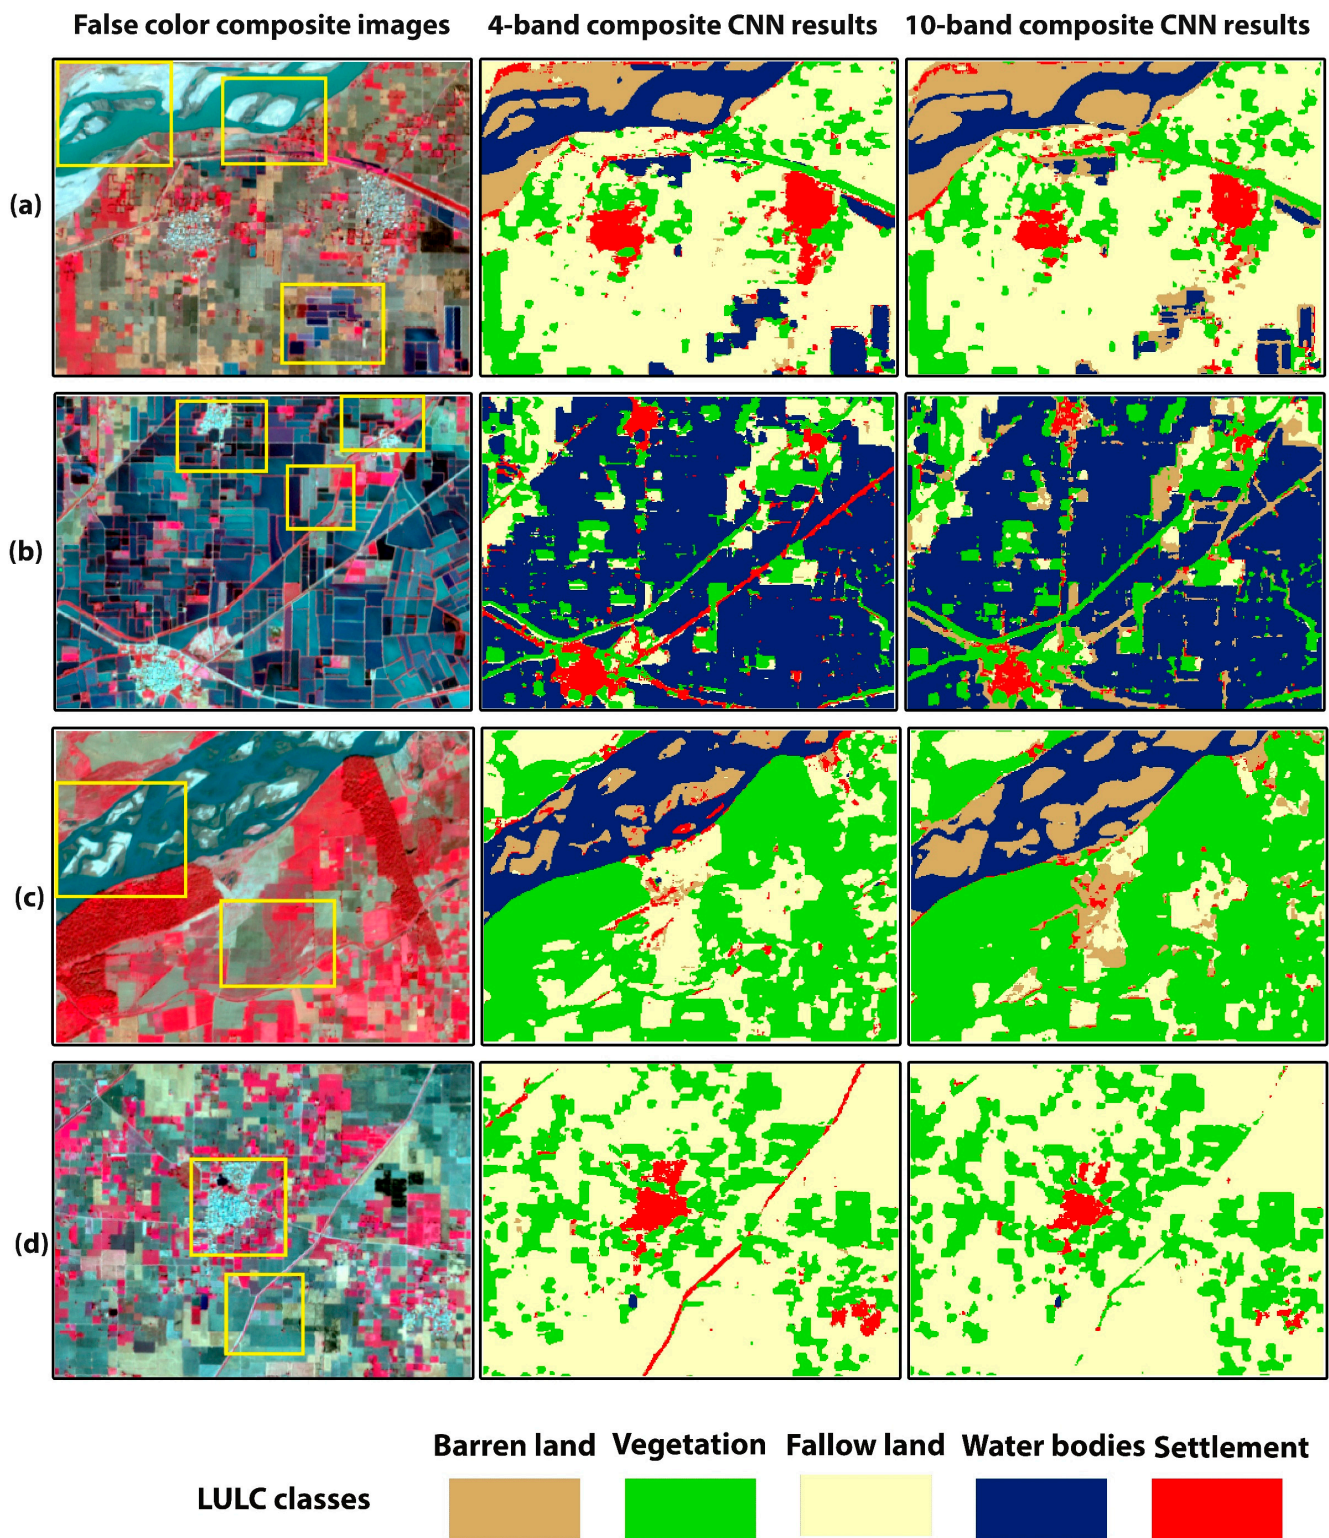 False color composite images 4-band composite CNN results 10-band composite CNN results
(a)
(b)
(c)
(d)
Barren land Vegetation Fallow land Water bodies Settlement
LULC classes